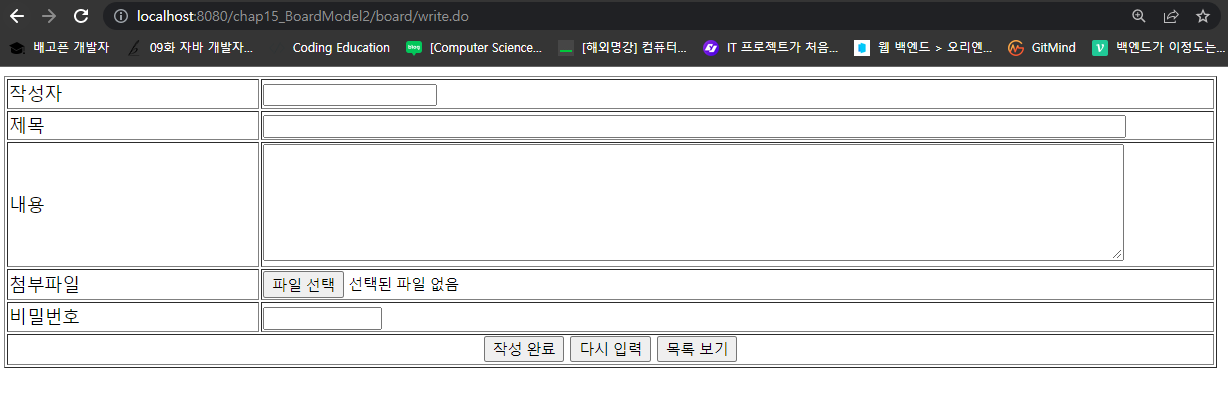 localhost:8080/chap15_BoardModel2/board/write.do
배고픈 개발자 09화 자바 개발자... Coding Education blog [Computer Science... [해외명강] 컴퓨터... IT 프로젝트가 처음... 웹 백엔드 > 오리엔... GitMind 백엔드가 이정도는...
작성자
제목
내용
첨부파일 파일 선택 선택된 파일 없음
비밀번호
작성 완료 다시 입력 목록 보기